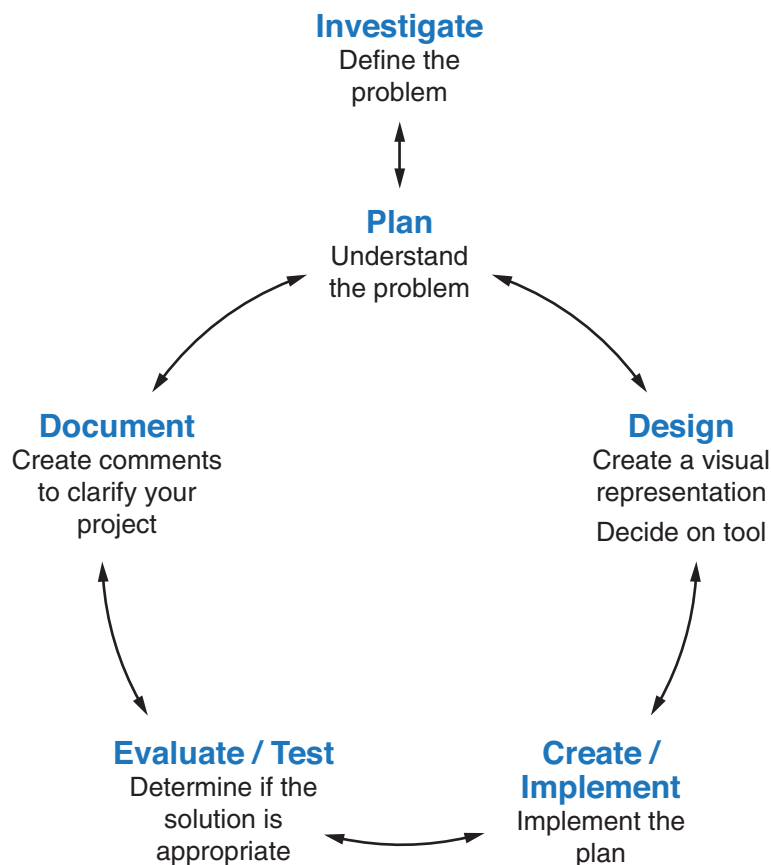 Investigate
Define the
problem
Plan
Understand
the problem
Document
Create comments
to clarify your
project
Design
Create a visual
representation
Decide on tool
Evaluate / Test
Determine if the
solution is
appropriate
Create /
Implement
Implement the
plan